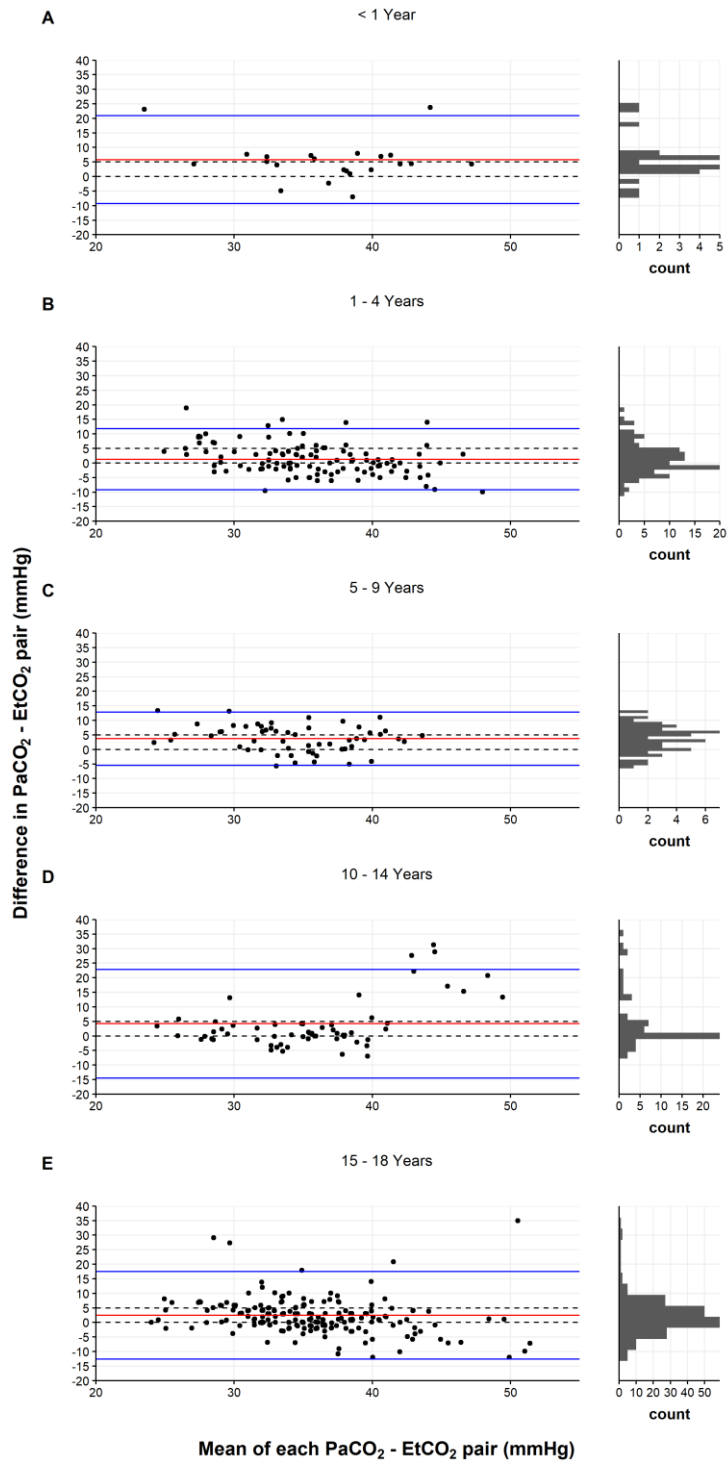 A
< 1 Year
40
35
30
25
20
15
10
5
0
-5
-10
-15
-20
20 30 40 50
0 1 2 3 4 5
count
B
1 - 4 Years
40
35
30
25
20
15
10
5
0
-5
-10
-15
-20
20 30 40 50
0 5 10 15 20
count
C
5 - 9 Years
40
35
30
25
20
15
10
5
0
-5
-10
-15
-20
20 30 40 50
0 2 4 6
count
Difference in PaCO₂ - EtCO₂ pair (mmHg)
D
10 - 14 Years
40
35
30
25
20
15
10
5
0
-5
-10
-15
-20
20 30 40 50
0 5 10 15 20
count
E
15 - 18 Years
40
35
30
25
20
15
10
5
0
-5
-10
-15
-20
20 30 40 50
0 10 20 30 40 50
count
Mean of each PaCO₂ - EtCO₂ pair (mmHg)